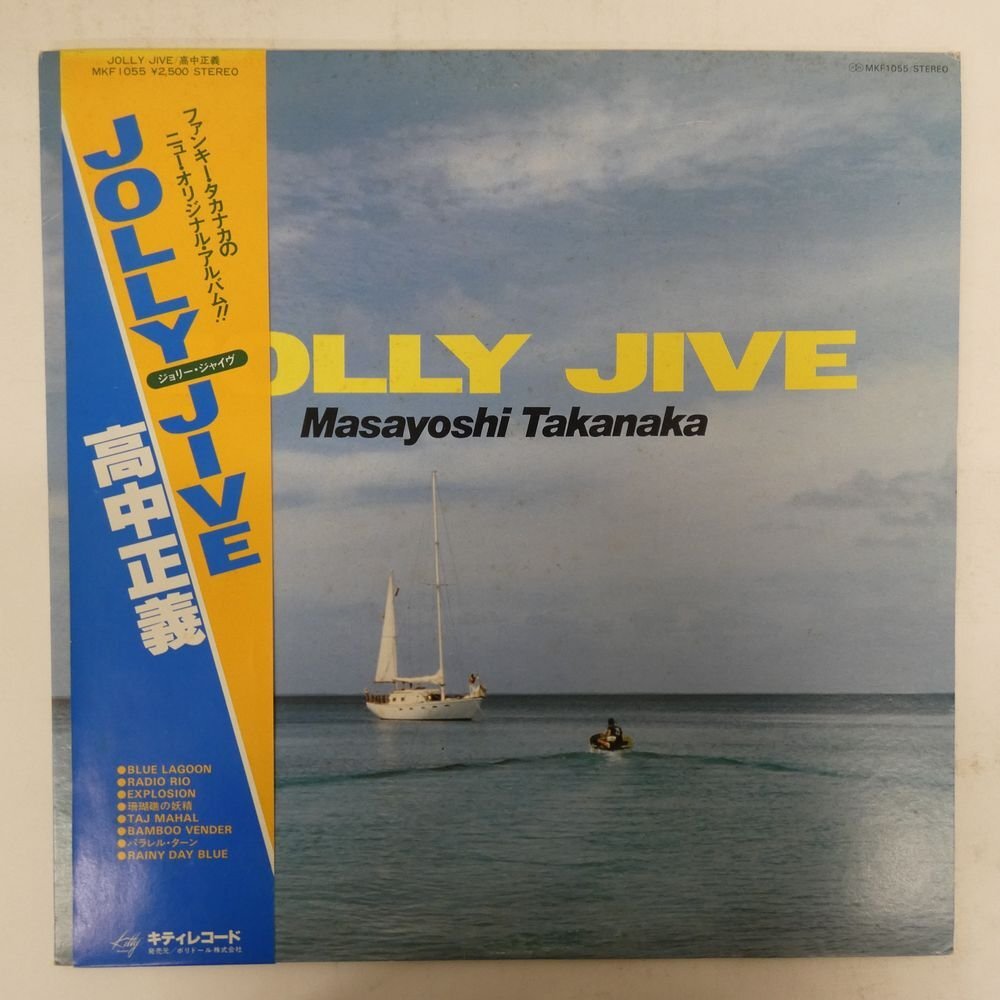 JOLLY JIVE/高中正義
MKF1055 ¥2,500 STEREO
ファンキー・タカナカの
ニュー・オリジナル・アルバム!!
JOLLY JIVE
ジョリー・ジャイヴ
高中正義
●BLUE LAGOON
●RADIO RIO
●EXPLOSION
●珊瑚礁の妖精
●TAJ MAHAL
●BAMBOO VENDER
●パラレル・ターン
●RAINY DAY BLUE
Kitty
キティレコード
発売元/ポリドール株式会社
MKF1055/STEREO
OLLY JIVE
Masayoshi Takanaka